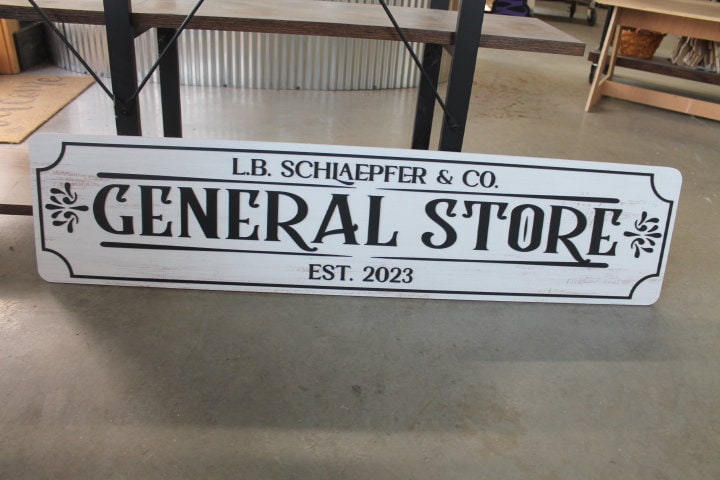 L.B. SCHLAEPFER & CO.
GENERAL STORE
EST. 2023